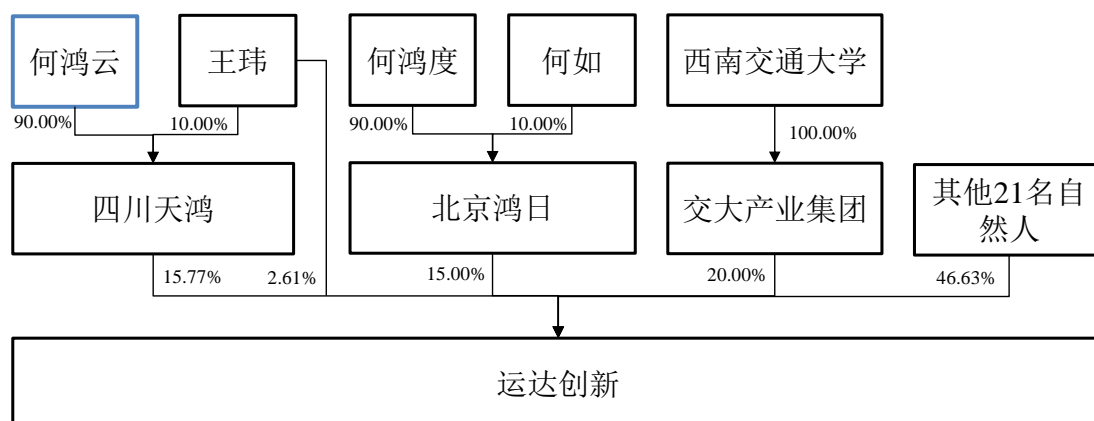 何鸿云
王玮
何鸿度
何如
西南交通大学
90.00%
10.00%
90.00%
10.00%
100.00%
四川天鸿
北京鸿日
交大产业集团
其他21名自
然人
15.77%
2.61%
15.00%
20.00%
46.63%
运达创新